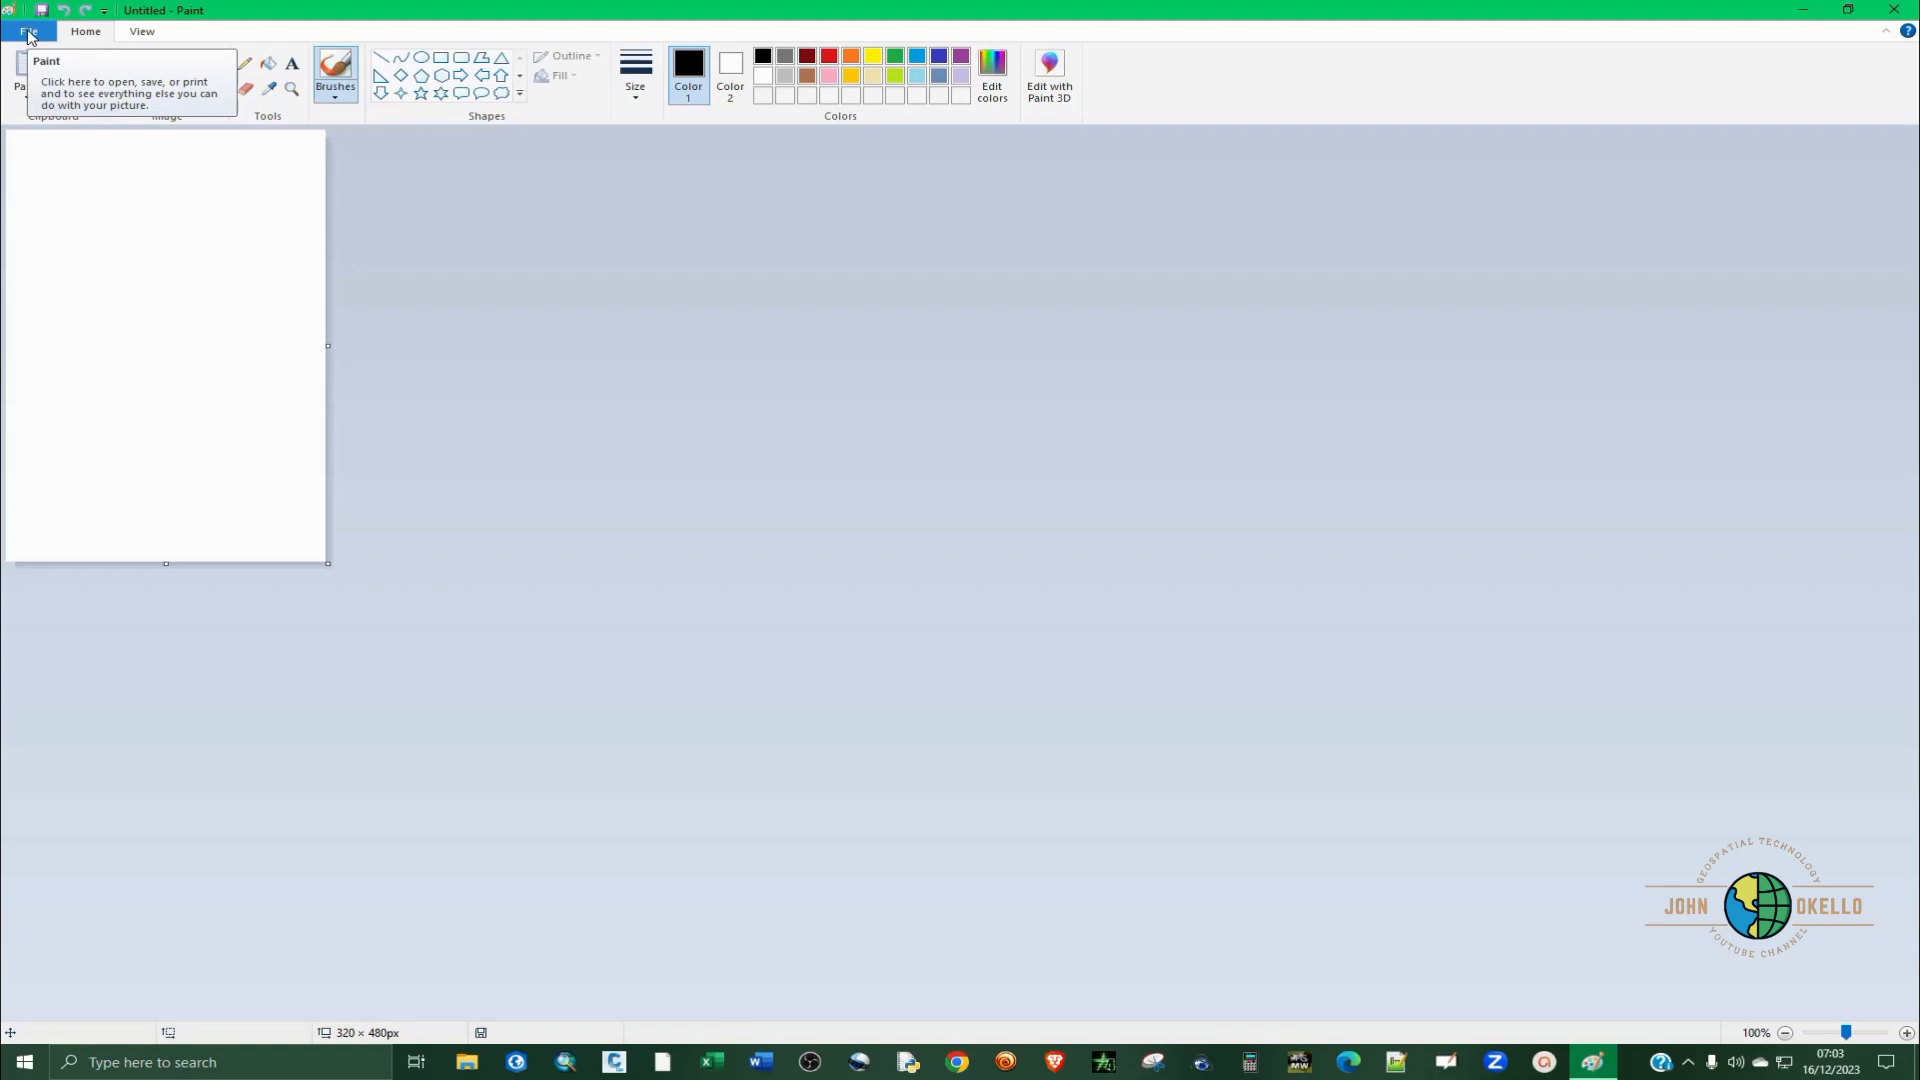 Untitled - Paint
File
Home
View
Paint
Click here to open, save, or print
and to see everything else you can
do with your picture.
Brushes
Outline
Fill
Size
Color
1
Color
2
Edit
colors
Edit with
Paint 3D
Clipboard
Image
Tools
Shapes
Colors
GEOSPATIAL TECHNOLOGY
JOHN OKELLO
YOUTUBE CHANNEL
320 × 480px
100%
Type here to search
07:03
16/12/2023